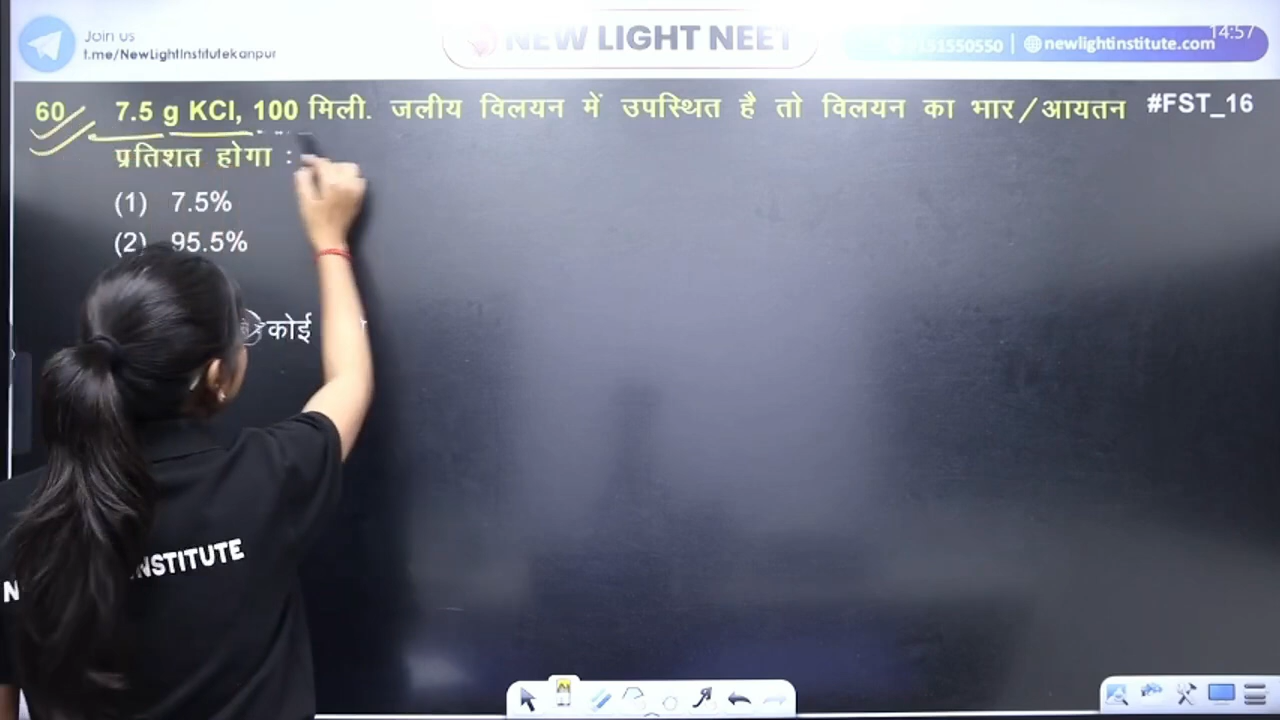 Join us
t.me/NewLightInstitutekanpur
NEW LIGHT NEET
newlightinstitute.com
14:57
60 7.5 g KCl, 100 मिली. जलीय विलयन में उपस्थित है तो विलयन का भार/आयतन #FST_16
प्रतिशत होगा :
(1) 7.5%
(2) 95.5%
कोई
INSTITUTE